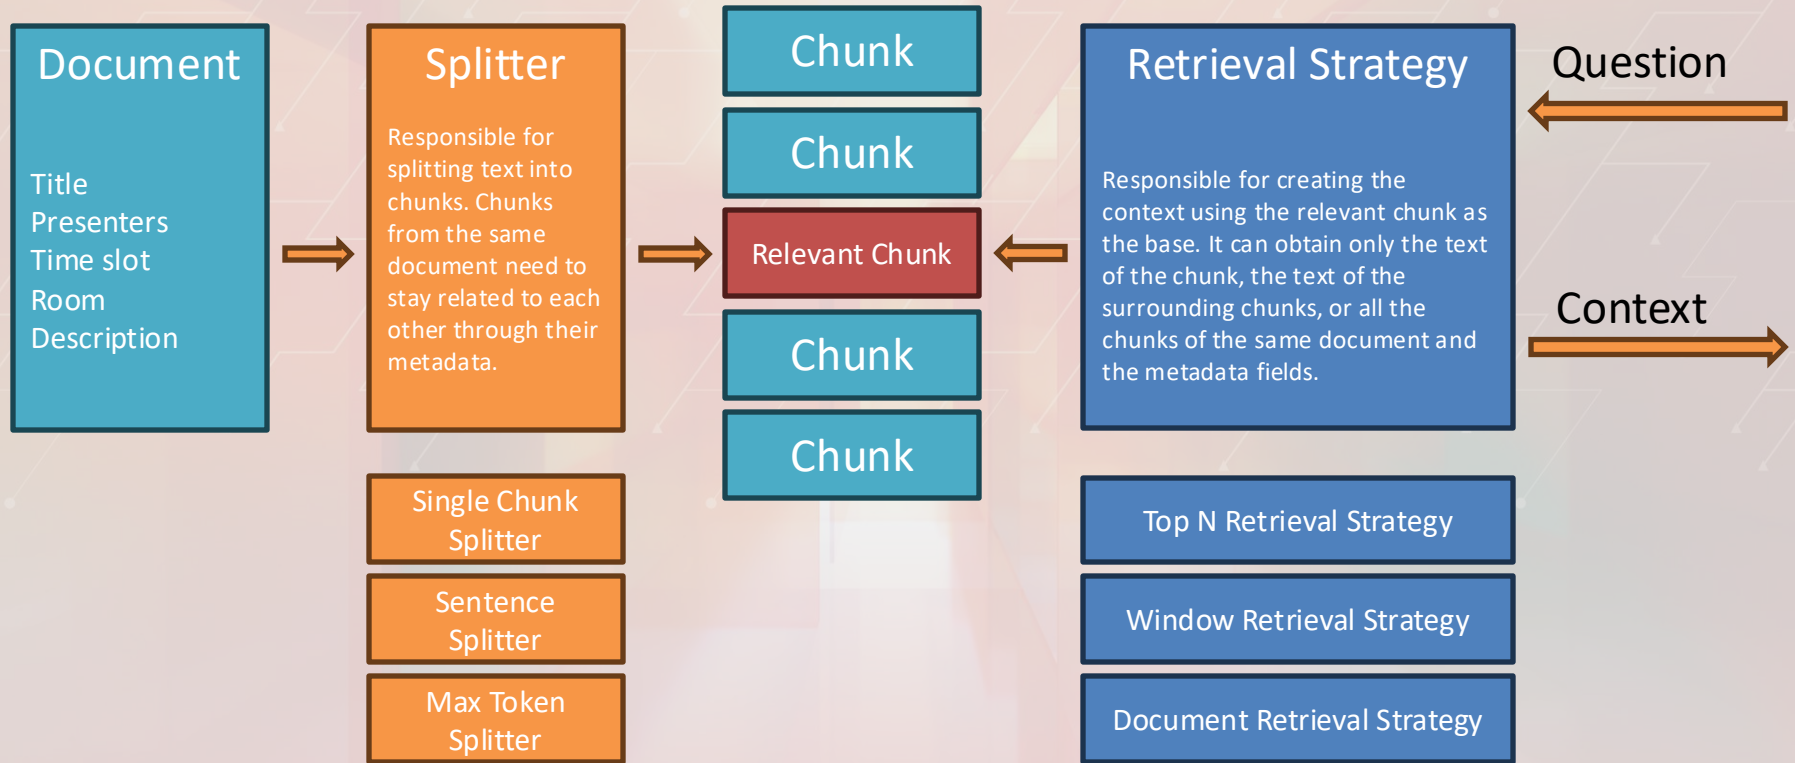 Document
Title
Presenters
Time slot
Room
Description
Splitter
Responsible for
splitting text into
chunks. Chunks
from the same
document need to
stay related to each
other through their
metadata.
Single Chunk
Splitter
Sentence
Splitter
Max Token
Splitter
Chunk
Chunk
Relevant Chunk
Chunk
Chunk
Retrieval Strategy
Responsible for creating the
context using the relevant chunk as
the base. It can obtain only the text
of the chunk, the text of the
surrounding chunks, or all the
chunks of the same document and
the metadata fields.
Top N Retrieval Strategy
Window Retrieval Strategy
Document Retrieval Strategy
Question
Context